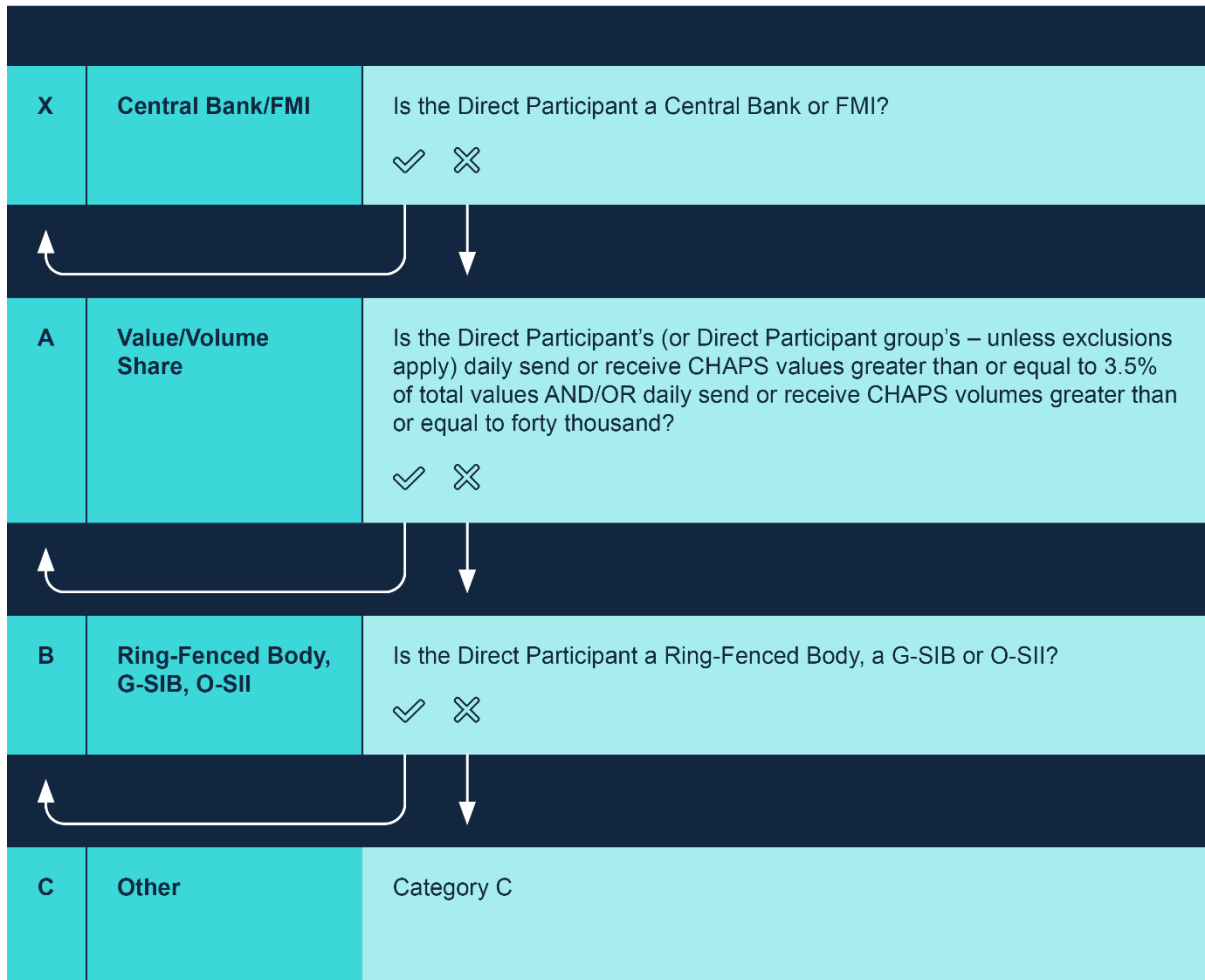 X
Central Bank/FMI
Is the Direct Participant a Central Bank or FMI?
A
Value/Volume
Share
Is the Direct Participant’s (or Direct Participant group’s – unless exclusions
apply) daily send or receive CHAPS values greater than or equal to 3.5%
of total values AND/OR daily send or receive CHAPS volumes greater than
or equal to forty thousand?
B
Ring-Fenced Body,
G-SIB, O-SII
Is the Direct Participant a Ring-Fenced Body, a G-SIB or O-SII?
C
Other
Category C